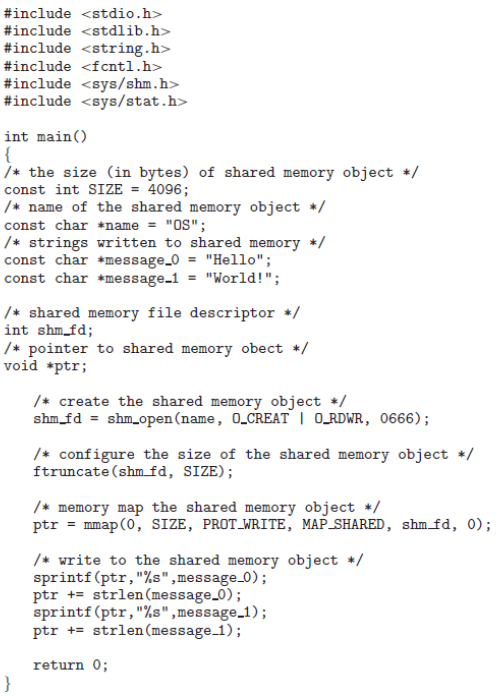 #include <stdio.h>
#include <stdlib.h>
#include <string.h>
#include <fcntl.h>
#include <sys/shm.h>
#include <sys/stat.h>

int main()
{
/* the size (in bytes) of shared memory object */
const int SIZE = 4096;
/* name of the shared memory object */
const char *name = "OS";
/* strings written to shared memory */
const char *message_0 = "Hello";
const char *message_1 = "World!";

/* shared memory file descriptor */
int shm_fd;
/* pointer to shared memory obect */
void *ptr;

   /* create the shared memory object */
   shm_fd = shm_open(name, O_CREAT | O_RDWR, 0666);

   /* configure the size of the shared memory object */
   ftruncate(shm_fd, SIZE);

   /* memory map the shared memory object */
   ptr = mmap(0, SIZE, PROT_WRITE, MAP_SHARED, shm_fd, 0);

   /* write to the shared memory object */
   sprintf(ptr,"%s",message_0);
   ptr += strlen(message_0);
   sprintf(ptr,"%s",message_1);
   ptr += strlen(message_1);

   return 0;
}